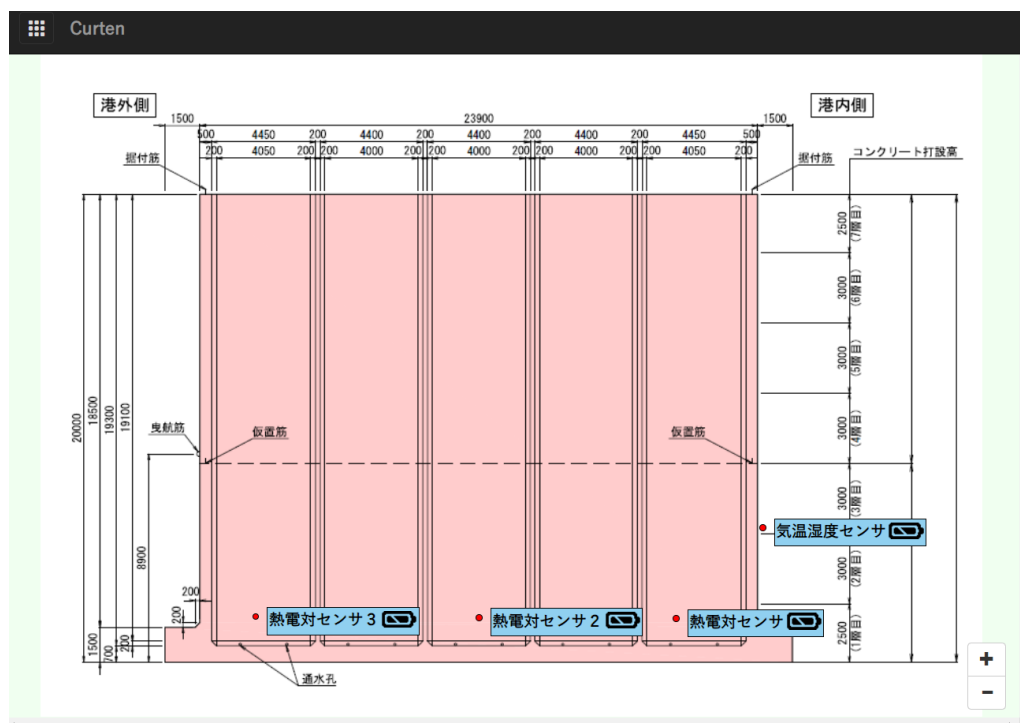 Curten
港外側
港内側
1500
23900
1500
500 4450 200 4400 200 4400 200 4400 200 4450 500
200 4050 200 200 4000 200 200 4000 200 200 4000 200 200 4050 200
据付筋
据付筋
コンクリート打設高
2500
(7層目)
3000
(6層目)
3000
(5層目)
3000
(4層目)
20000
18500
19300
19100
曳航筋
仮置筋
仮置筋
3000
(3層目)
気温湿度センサ
8900
3000
(2層目)
200
200
熱電対センサ3
熱電対センサ2
熱電対センサ
2500
(1層目)
1500
700
200
通水孔
+
-